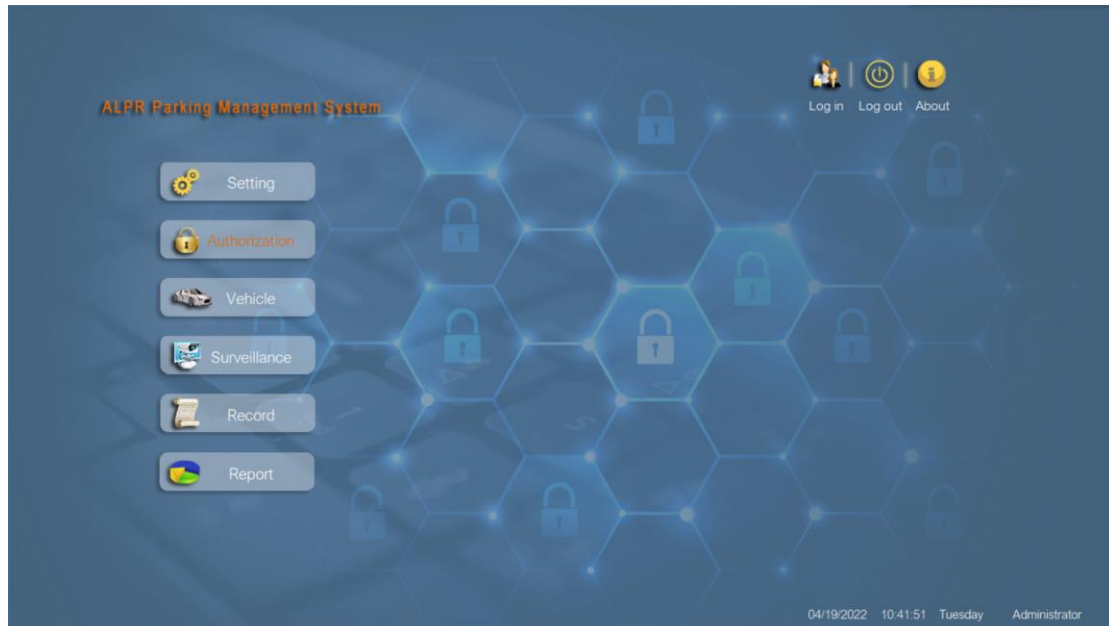 ALPR Parking Management System
Log in Log out About
Setting
Authorization
Vehicle
Surveillance
Record
Report
04/19/2022 10:41:51 Tuesday Administrator